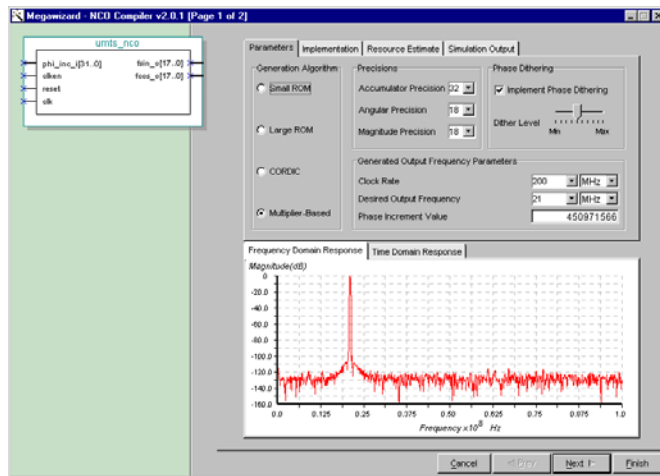 Megawizard - NCO Compiler v2.0.1 [Page 1 of 2]
umts_nco
phi_inc_i[31..0] fsin_o[17..0]
clken fcos_o[17..0]
reset
clk
Parameters Implementation Resource Estimate Simulation Output
Generation Algorithm Precisions Phase Dithering
Small ROM Accumulator Precision 32 Implement Phase Dithering
Large ROM Angular Precision 18 Dither Level
Magnitude Precision 18 Min Max
CORDIC Generated Output Frequency Parameters
Clock Rate 200 MHz
Desired Output Frequency 21 MHz
Multiplier-Based Phase Increment Value 450971566
Frequency Domain Response Time Domain Response
Magnitude(dB)
0
-20.0
-40.0
-60.0
-80.0
-100.0
-120.0
-140.0
-160.0
0.0 0.125 0.25 0.375 0.50 0.625 0.75 0.875 1.0
Frequency x10^8 Hz
Cancel < Prev Next > Finish